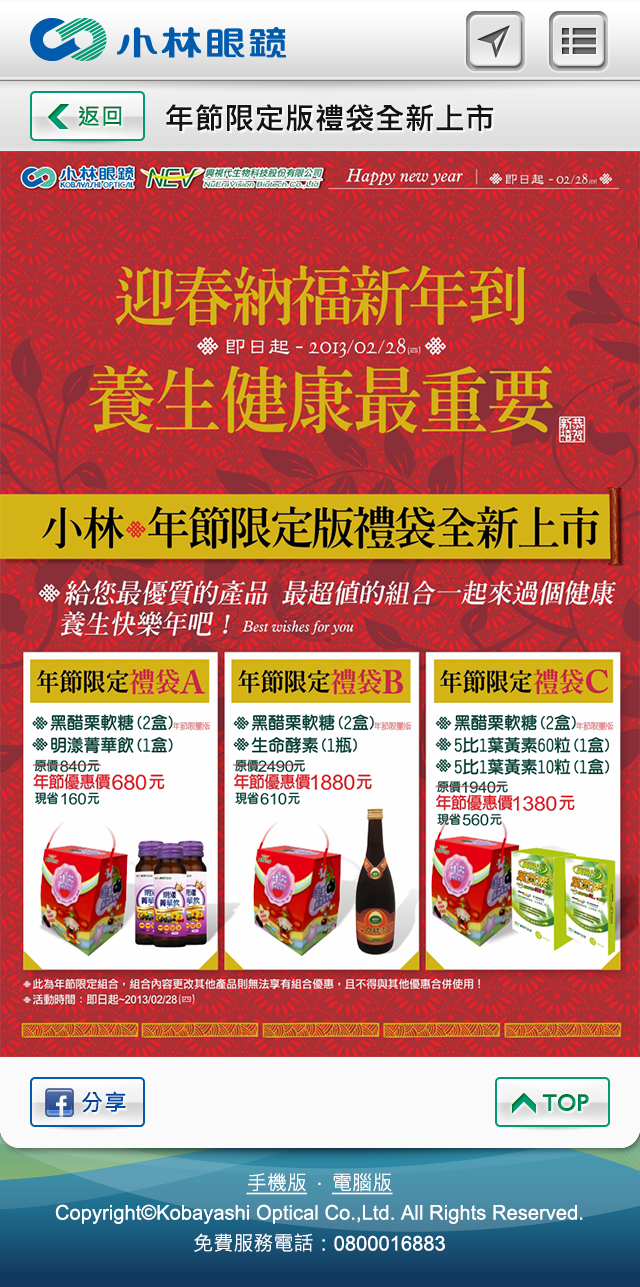 小林眼鏡
返回
年節限定版禮袋全新上市
小林眼鏡
KOBAYASHI OPTICAL
NEV
興視代生物科技股份有限公司
NuEraVision Biotech.Co.,Ltd
Happy new year
即日起 - 02/28(四)
迎春納福新年到
即日起 - 2013/02/28(四)
養生健康最重要
恭賀新禧
小林 年節限定版禮袋全新上市
給您最優質的產品 最超值的組合一起來過個健康
養生快樂年吧! Best wishes for you
年節限定禮袋A
黑醋栗軟糖(2盒)年節限量版
明漾菁華飲(1盒)
原價840元
年節優惠價680元
現省160元
年節限定禮袋B
黑醋栗軟糖(2盒)年節限量版
生命酵素(1瓶)
原價2490元
年節優惠價1880元
現省610元
年節限定禮袋C
黑醋栗軟糖(2盒)年節限量版
5比1葉黃素60粒(1盒)
5比1葉黃素10粒(1盒)
原價1940元
年節優惠價1380元
現省560元
此為年節限定組合,組合內容更改其他產品則無法享有組合優惠,且不得與其他優惠合併使用!
活動時間:即日起~2013/02/28(四)
分享
TOP
手機版 · 電腦版
Copyright©Kobayashi Optical Co.,Ltd. All Rights Reserved.
免費服務電話:0800016883